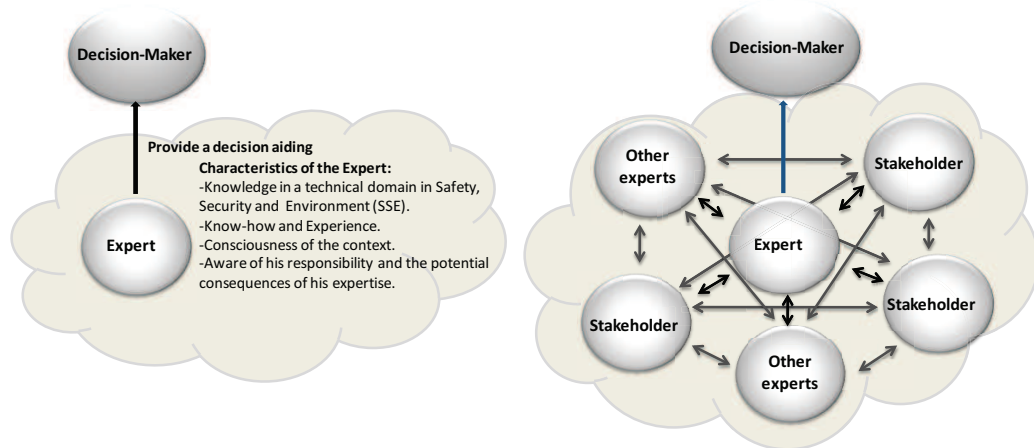 Decision-Maker
Provide a decision aiding
Characteristics of the Expert:
-Knowledge in a technical domain in Safety,
Security and Environment (SSE).
-Know-how and Experience.
-Consciousness of the context.
-Aware of his responsibility and the potential
consequences of his expertise.
Expert
Decision-Maker
Other
experts
Stakeholder
Expert
Stakeholder
Stakeholder
Other
experts